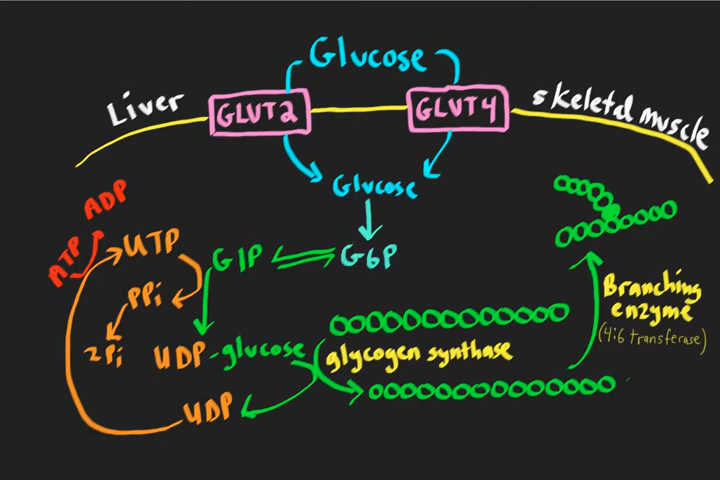 Glucose
Liver
GLUT2
GLUT4
skeletal muscle
Glucose
ADP
ATP
UTP
G1P
G6P
PPi
2Pi
UDP-glucose
glycogen synthase
UDP
Branching
enzyme
(4:6 transferase)